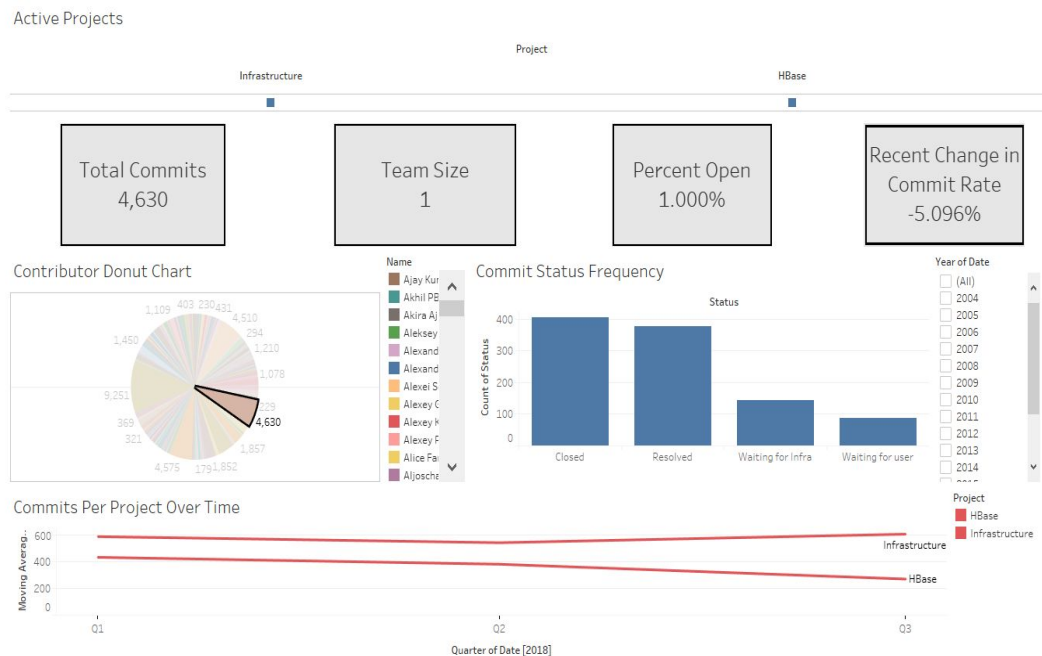 Active Projects
Project
Infrastructure
HBase
Total Commits
4,630
Team Size
1
Percent Open
1.000%
Recent Change in
Commit Rate
-5.096%
Contributor Donut Chart
403
230
431
1,109
4,510
294
1,450
1,210
1,078
9,251
229
4,630
369
321
1,857
4,575
179
1,852
Name
Ajay Kur
Akhil PB
Akira Aj
Aleksey
Alexand
Alexand
Alexei S
Alexey G
Alexey K
Alexey P
Alice Fa
Aljoscha
Commit Status Frequency
Status
Count of Status
400
300
200
100
0
Closed
Resolved
Waiting for Infra
Waiting for user
Year of Date
(All)
2004
2005
2006
2007
2008
2009
2010
2011
2012
2013
2014
Commits Per Project Over Time
Moving Averag..
600
400
200
0
Infrastructure
HBase
Q1
Q2
Q3
Quarter of Date [2018]
Project
HBase
Infrastructure